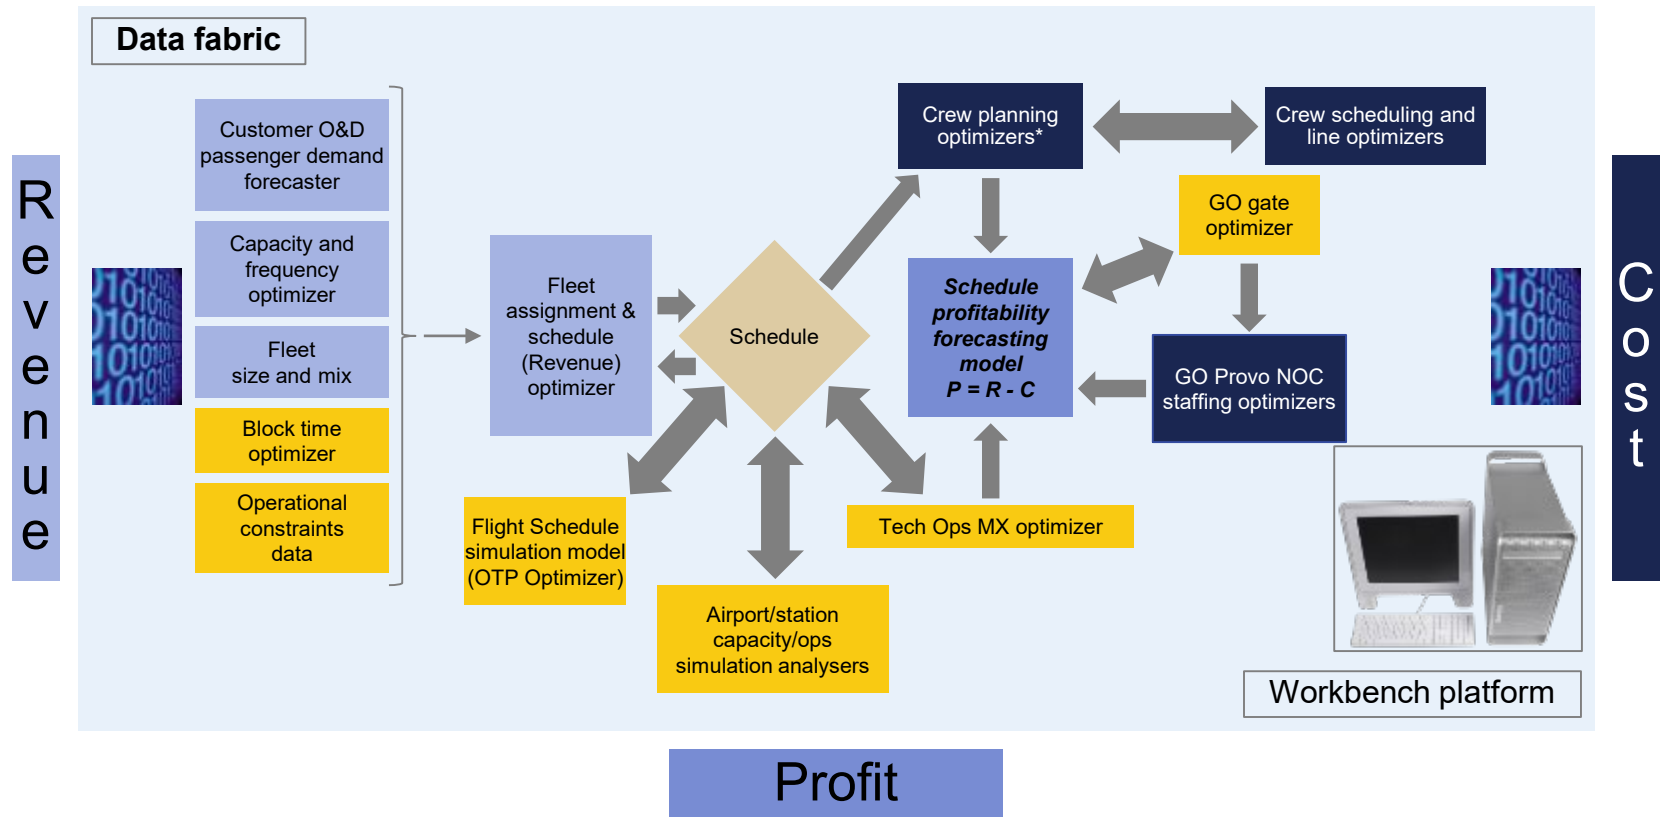 Data fabric
Revenue
Customer O&D
passenger demand
forecaster
Capacity and
frequency
optimizer
Fleet
size and mix
Block time
optimizer
Operational
constraints
data
Fleet
assignment &
schedule
(Revenue)
optimizer
Schedule
Flight Schedule
simulation model
(OTP Optimizer)
Airport/station
capacity/ops
simulation analysers
Tech Ops MX optimizer
Crew planning
optimizers*
Crew scheduling and
line optimizers
GO gate
optimizer
Schedule
profitability
forecasting
model
P = R - C
GO Provo NOC
staffing optimizers
Cost
Workbench platform
Profit